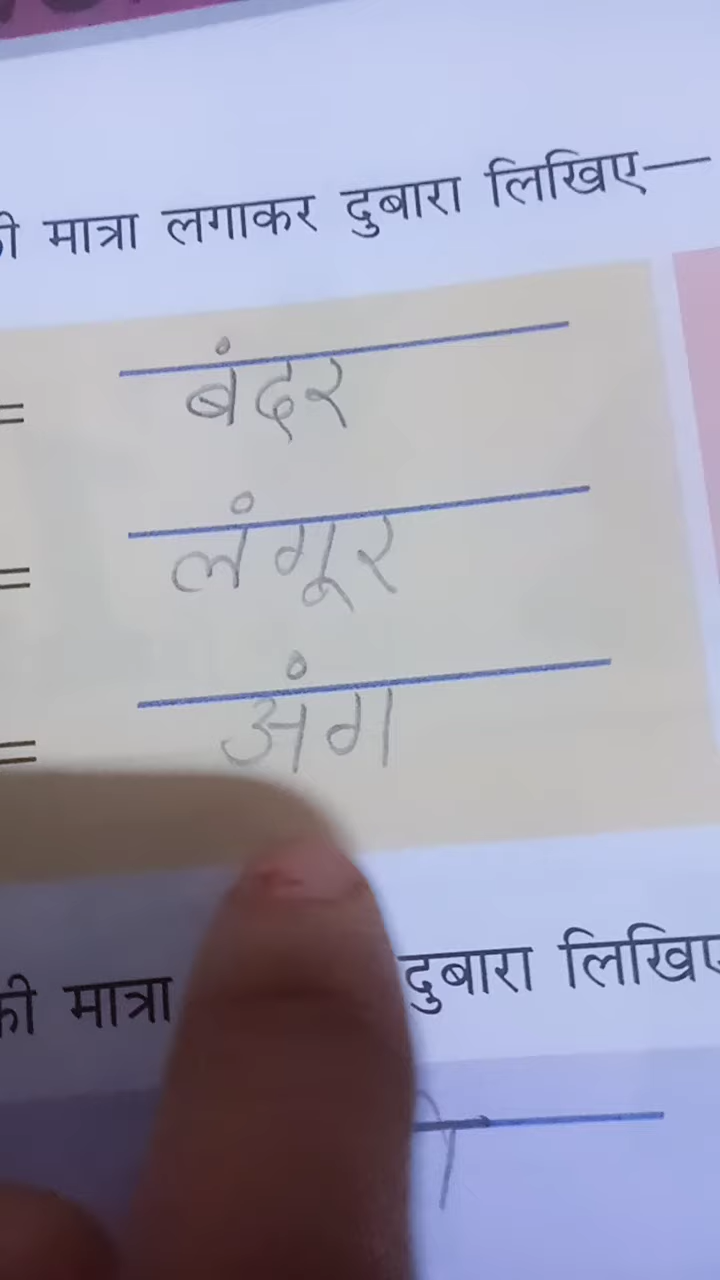 की मात्रा लगाकर दुबारा लिखिए—
= बंदर
= लंगूर
= अंग
की मात्रा दुबारा लिखिए